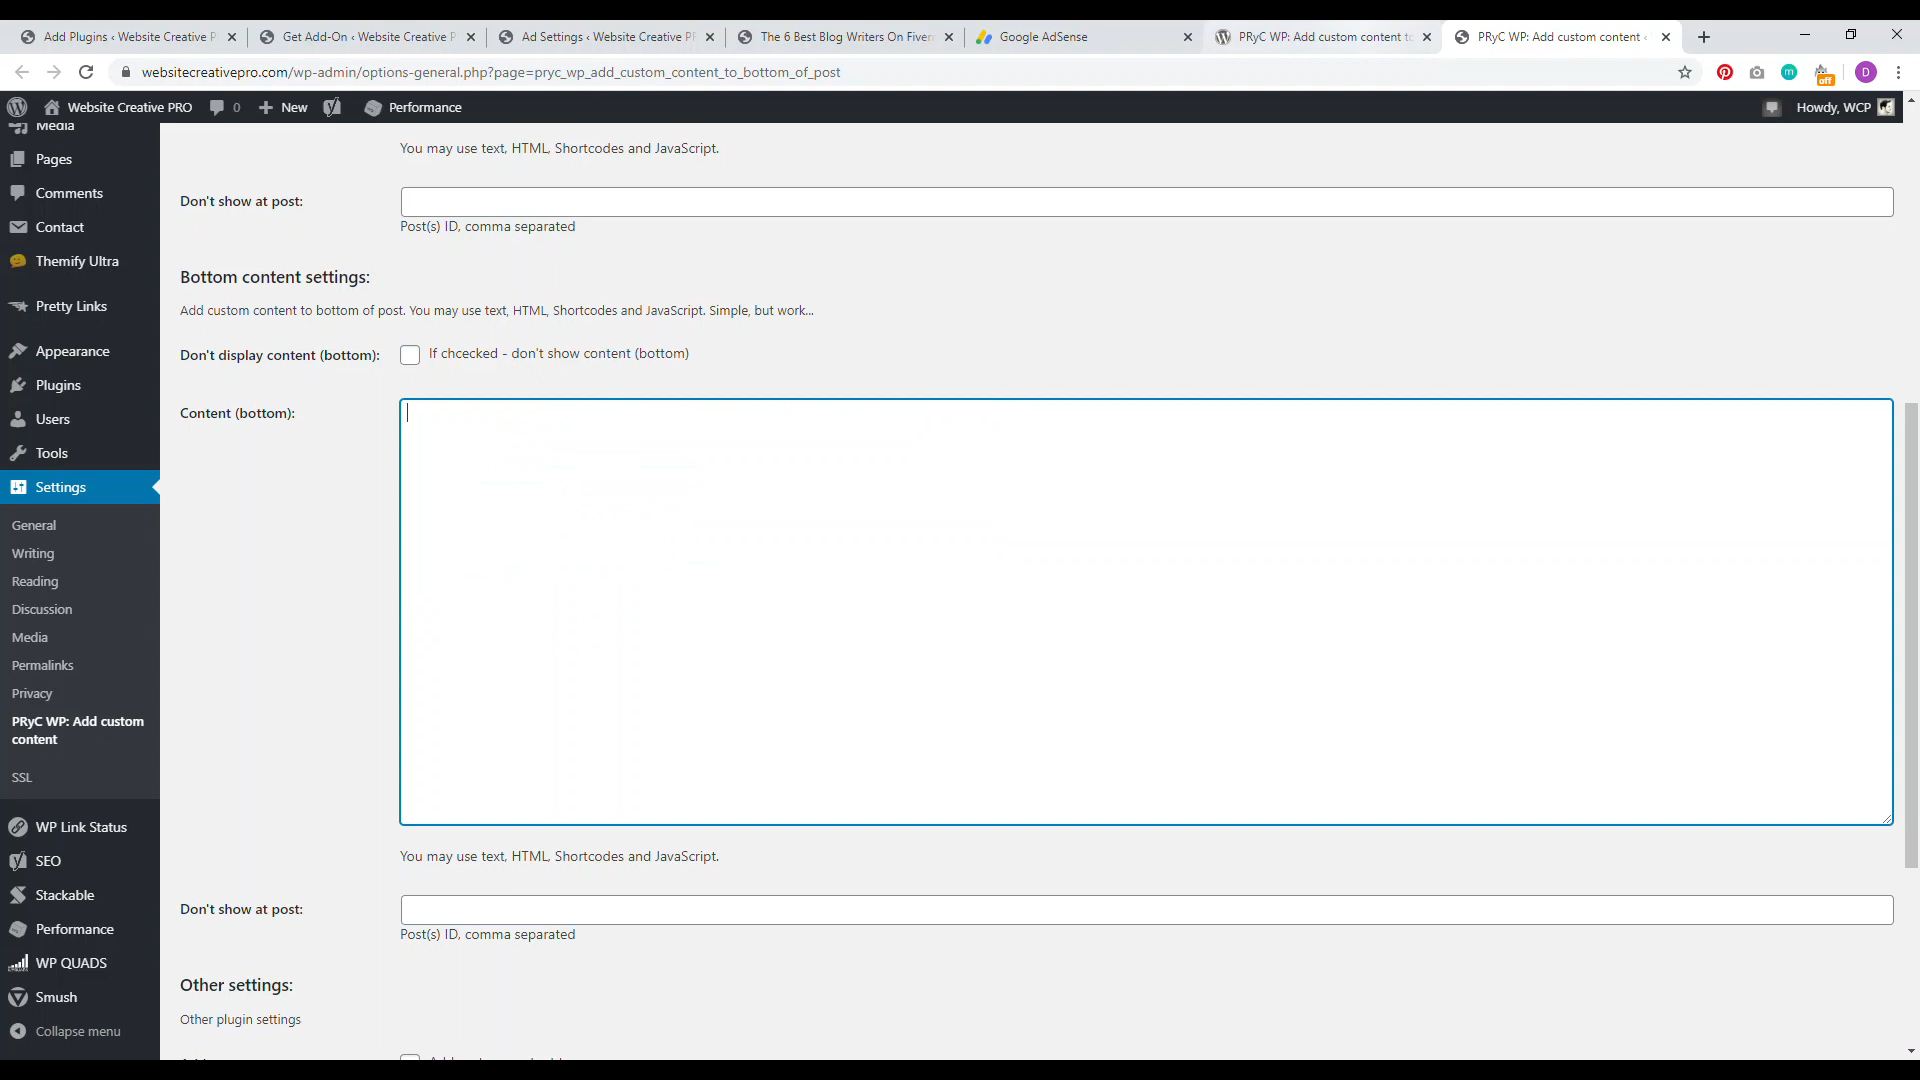 Add Plugins ‹ Website Creative P
Get Add-On ‹ Website Creative P
Ad Settings ‹ Website Creative PR
The 6 Best Blog Writers On Fiverr
Google AdSense
PRyC WP: Add custom content to
PRyC WP: Add custom content ‹
websitecreativepro.com/wp-admin/options-general.php?page=pryc_wp_add_custom_content_to_bottom_of_post
off
D
Website Creative PRO
0
New
Performance
Howdy, WCP
Media
Pages
Comments
Contact
Themify Ultra
Pretty Links
Appearance
Plugins
Users
Tools
Settings
General
Writing
Reading
Discussion
Media
Permalinks
Privacy
PRyC WP: Add custom
content
SSL
WP Link Status
SEO
Stackable
Performance
WP QUADS
Smush
Collapse menu
You may use text, HTML, Shortcodes and JavaScript.
Don't show at post:
Post(s) ID, comma separated
Bottom content settings:
Add custom content to bottom of post. You may use text, HTML, Shortcodes and JavaScript. Simple, but work...
Don't display content (bottom):
If chcecked - don't show content (bottom)
Content (bottom):
You may use text, HTML, Shortcodes and JavaScript.
Don't show at post:
Post(s) ID, comma separated
Other settings:
Other plugin settings